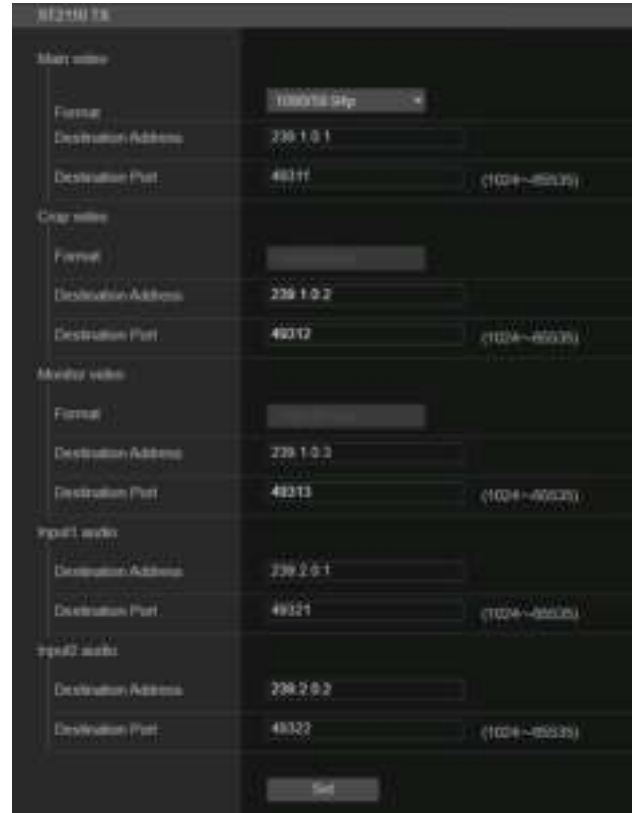 ST2110 TX
Main video
Format
Destination Address 239.1.0.1
Destination Port 49311 (1024~65535)
Crop video
Format
Destination Address 239.1.0.2
Destination Port 49312 (1024~65535)
Monitor video
Format
Destination Address 239.1.0.3
Destination Port 49313 (1024~65535)
Input1 audio
Destination Address 239.2.0.1
Destination Port 49321 (1024~65535)
Input2 audio
Destination Address 239.2.0.2
Destination Port 49322 (1024~65535)
Set